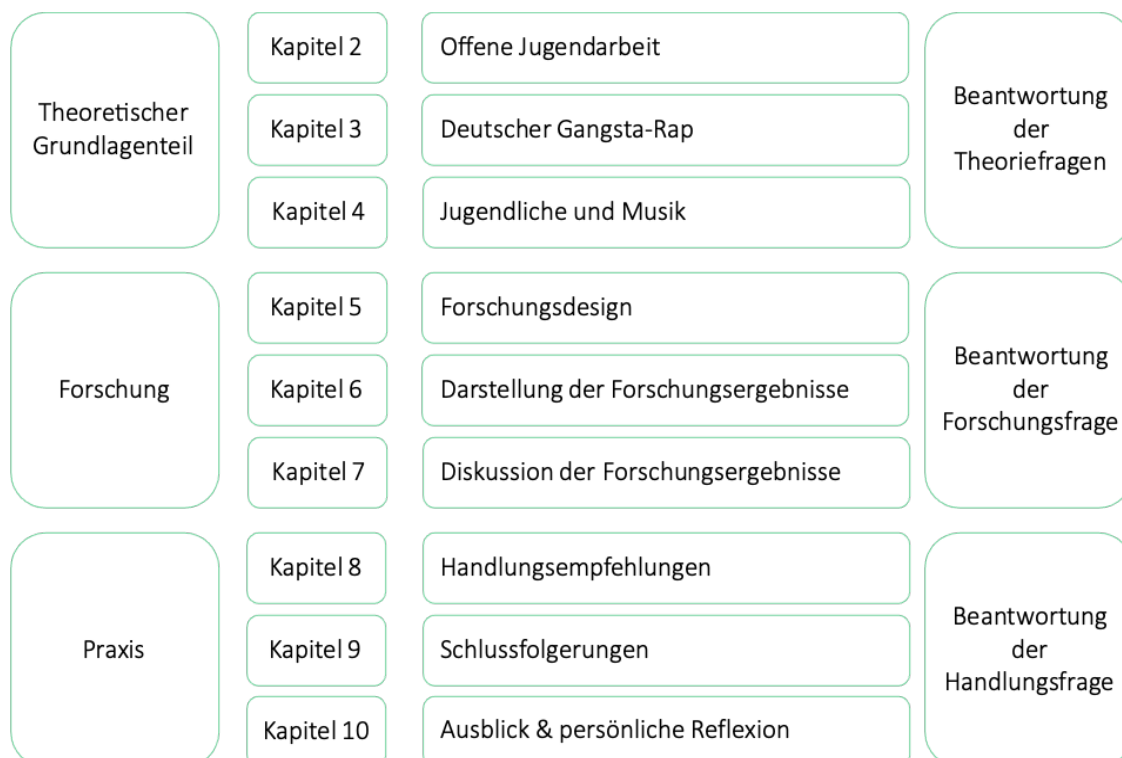 Theoretischer
Grundlagenteil
Kapitel 2
Offene Jugendarbeit
Kapitel 3
Deutscher Gangsta-Rap
Kapitel 4
Jugendliche und Musik
Beantwortung
der
Theoriefragen
Forschung
Kapitel 5
Forschungsdesign
Kapitel 6
Darstellung der Forschungsergebnisse
Kapitel 7
Diskussion der Forschungsergebnisse
Beantwortung
der
Forschungsfrage
Praxis
Kapitel 8
Handlungsempfehlungen
Kapitel 9
Schlussfolgerungen
Kapitel 10
Ausblick & persönliche Reflexion
Beantwortung
der
Handlungsfrage